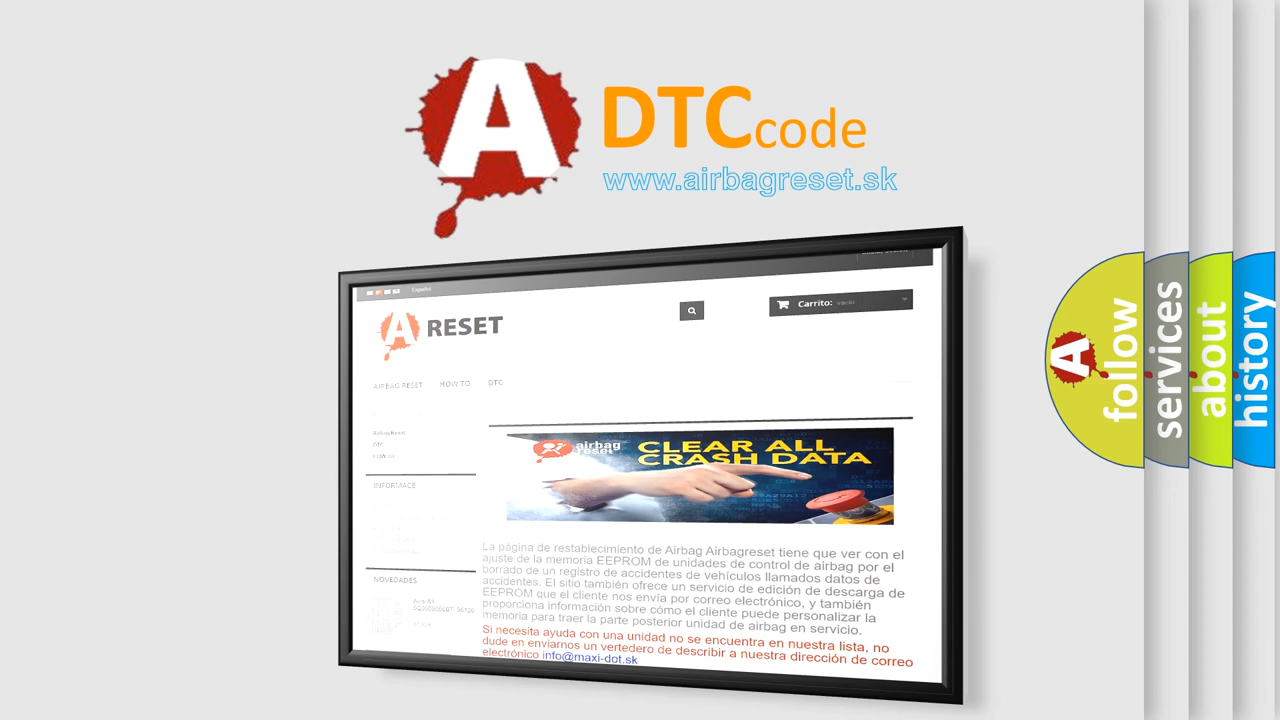 A DTCcode
www.airbagreset.sk
Español
A RESET
Carrito: vacío
AIRBAG RESET HOW TO DTC
Airbag Reset
DTC
INFORMACE
NOVEDADES
airbag
reset
CLEAR ALL
CRASH DATA
La página de restablecimiento de Airbag Airbagreset tiene que ver con el
ajuste de la memoria EEPROM de unidades de control de airbag por el
borrado de un registro de accidentes de vehículos llamados datos de
accidentes. El sitio también ofrece un servicio de edición de descarga de
EEPROM que el cliente nos envía por correo electrónico, y también
proporciona información sobre cómo el cliente puede personalizar la
memoria para traer la parte posterior unidad de airbag en servicio.
Si necesita ayuda con una unidad no se encuentra en nuestra lista, no
dude en enviarnos un vertedero de describir a nuestra dirección de correo
electrónico info@maxi-dot.sk
A
follow
services
about
history